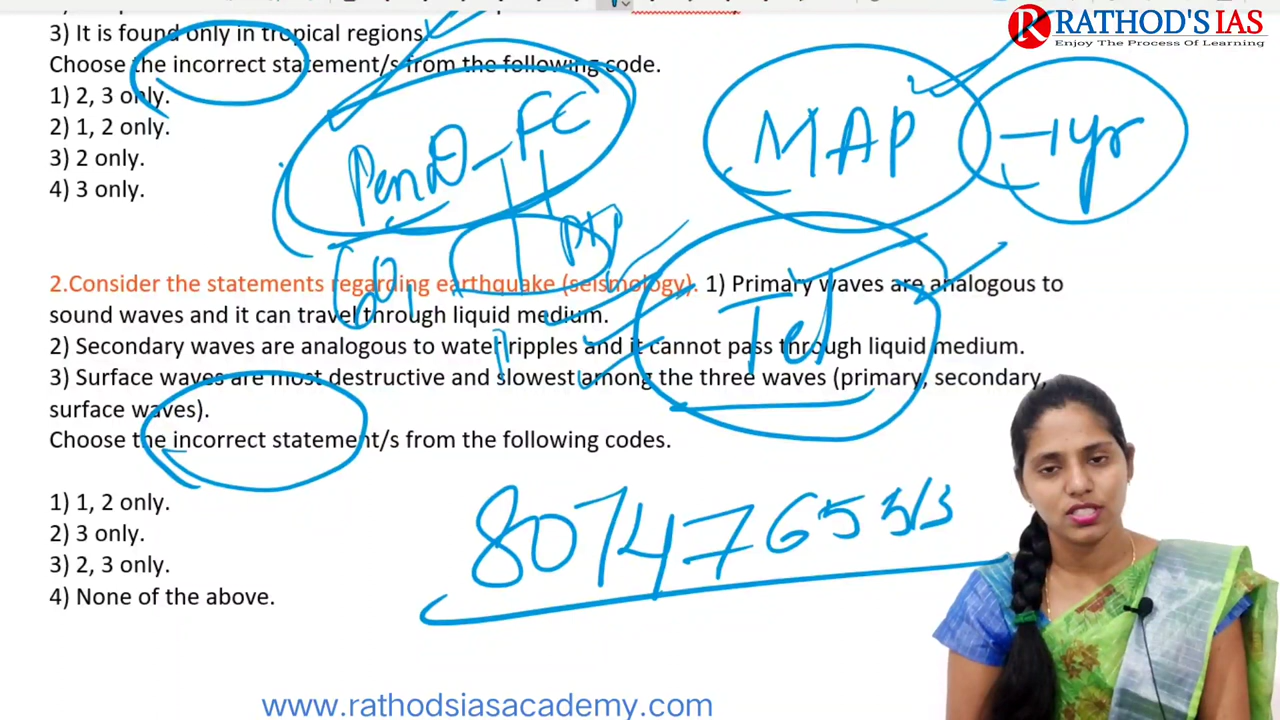 RATHOD'S IAS
Enjoy The Process Of Learning
3) It is found only in tropical regions.
Choose the incorrect statement/s from the following code.
1) 2, 3 only.
2) 1, 2 only.
3) 2 only.
4) 3 only.
FC
MAP
-1yr
2.Consider the statements regarding earthquake (seismology). 1) Primary waves are analogous to
sound waves and it can travel through liquid medium.
Tel
2) Secondary waves are analogous to water ripples and it cannot pass through liquid medium.
3) Surface waves are most destructive and slowest among the three waves (primary, secondary,
surface waves).
Choose the incorrect statement/s from the following codes.
1) 1, 2 only.
2) 3 only.
3) 2, 3 only.
4) None of the above.
www.rathodsiasacademy.com